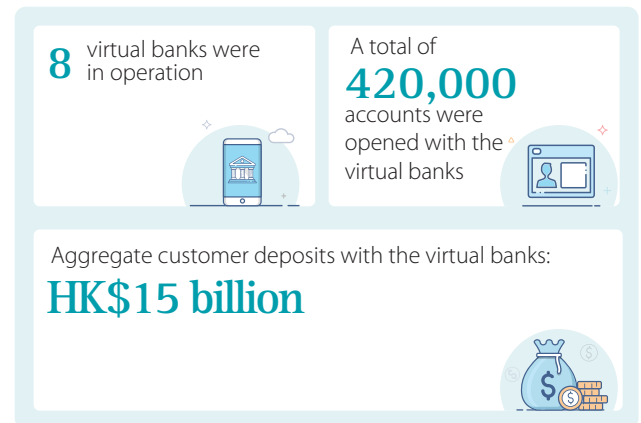 8 virtual banks were
in operation
A total of
420,000
accounts were
opened with the
virtual banks
Aggregate customer deposits with the virtual banks:
HK$15 billion
$
$
$